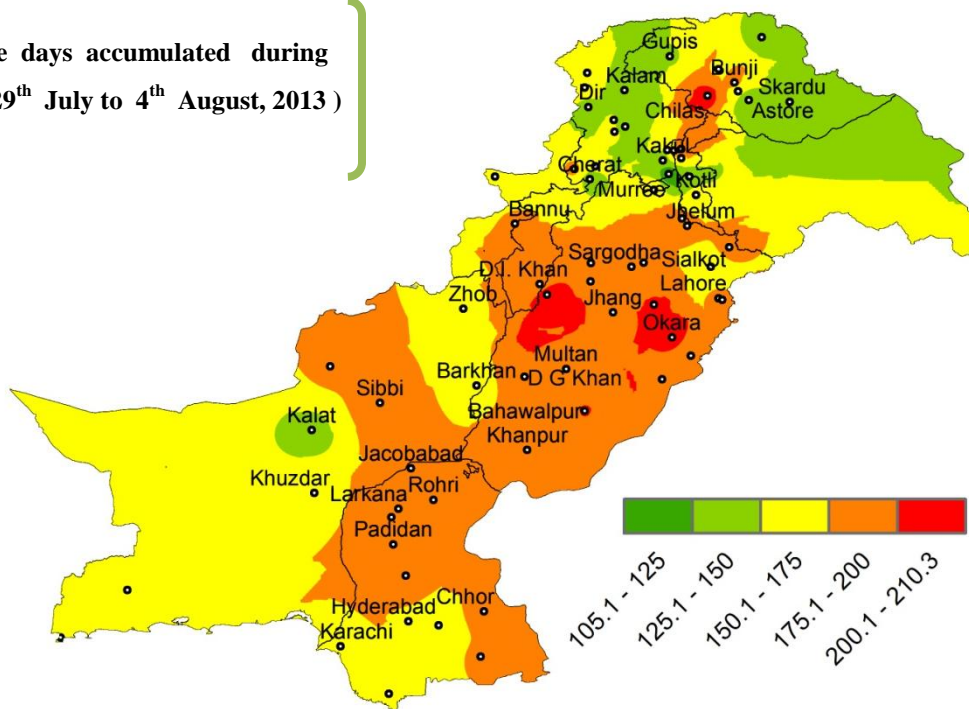 e days accumulated during
29th July to 4th August, 2013 )
Gupis
Bunji
Kalam
Skardu
Dir
Chilas
Astore
Kakul
Cherat
Murree
Kotli
Bannu
Jhelum
Sargodha
Sialkot
D.I. Khan
Lahore
Zhob
Jhang
Okara
Multan
Barkhan
D G Khan
Sibbi
Bahawalpur
Kalat
Khanpur
Jacobabad
Khuzdar
Rohri
Larkana
Padidan
Chhor
Hyderabad
Karachi
105.1 - 125
125.1 - 150
150.1 - 175
175.1 - 200
200.1 - 210.3